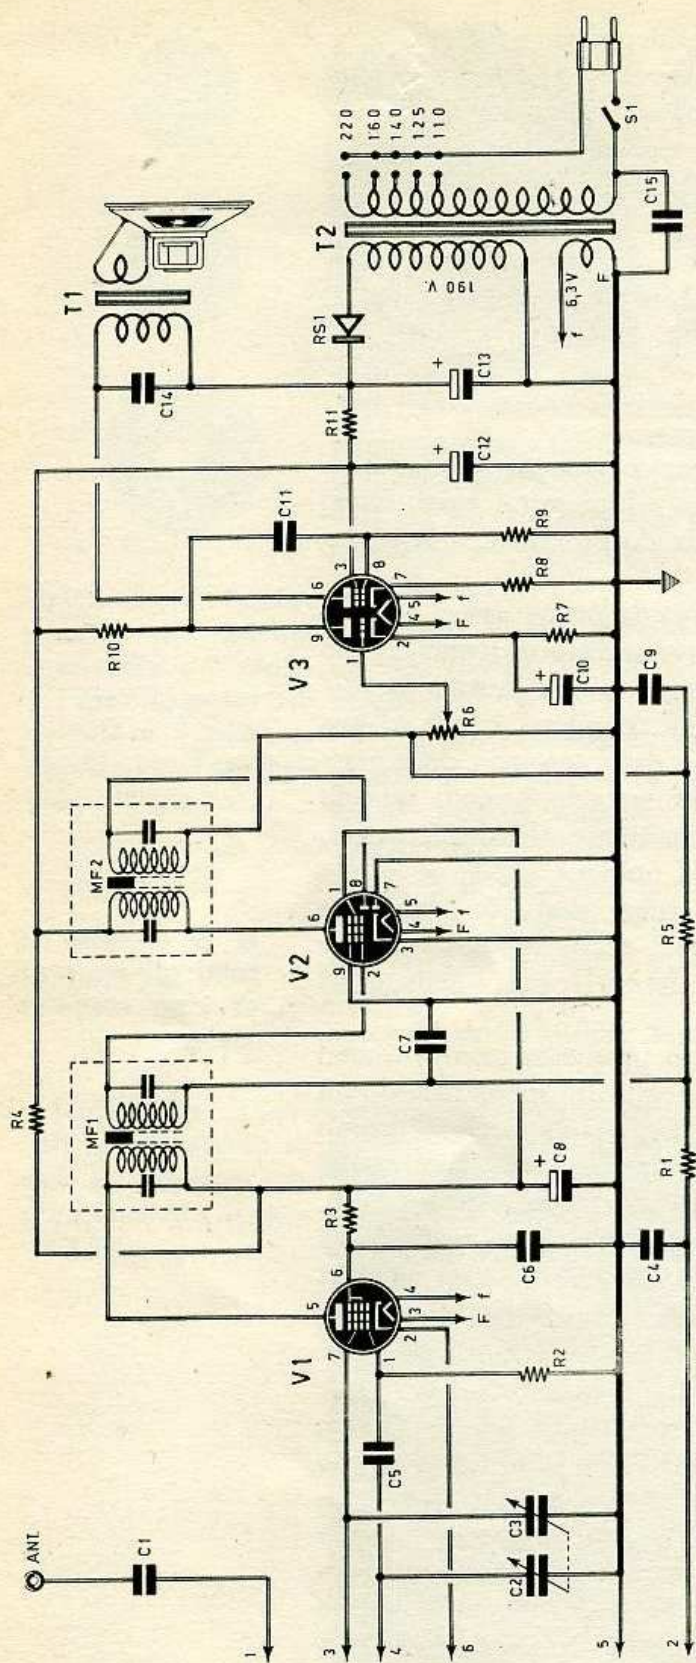 ANT.
C1
1
3
4
6
5
2
C2
C3
C5
R2
V1
7
5
6
1
2
3
4
F
f
R3
C6
C4
R1
C8
+
R4
MF1
C7
V2
6
9
2
1
8
7
3
4
5
F
f
MF2
R5
R6
V3
9
6
1
3
8
7
2
4
5
F
f
R10
C11
R7
R8
R9
C10
+
C9
C12
+
C13
+
R11
RS1
C14
T1
T2
190 V.
6,3 V
f
F
220
160
140
125
110
S1
C15